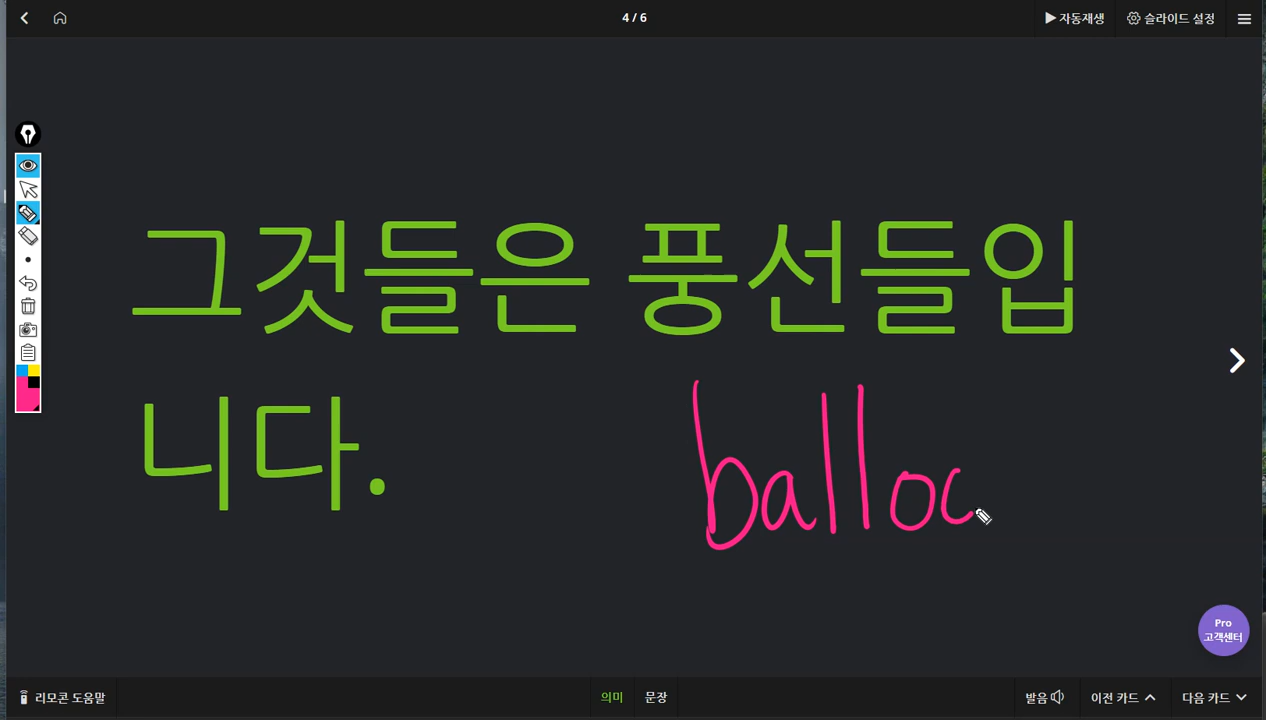 4 / 6
자동재생
슬라이드 설정
그것들은 풍선들입
니다.
balloc
Pro
고객센터
리모콘 도움말
의미
문장
발음
이전 카드
다음 카드